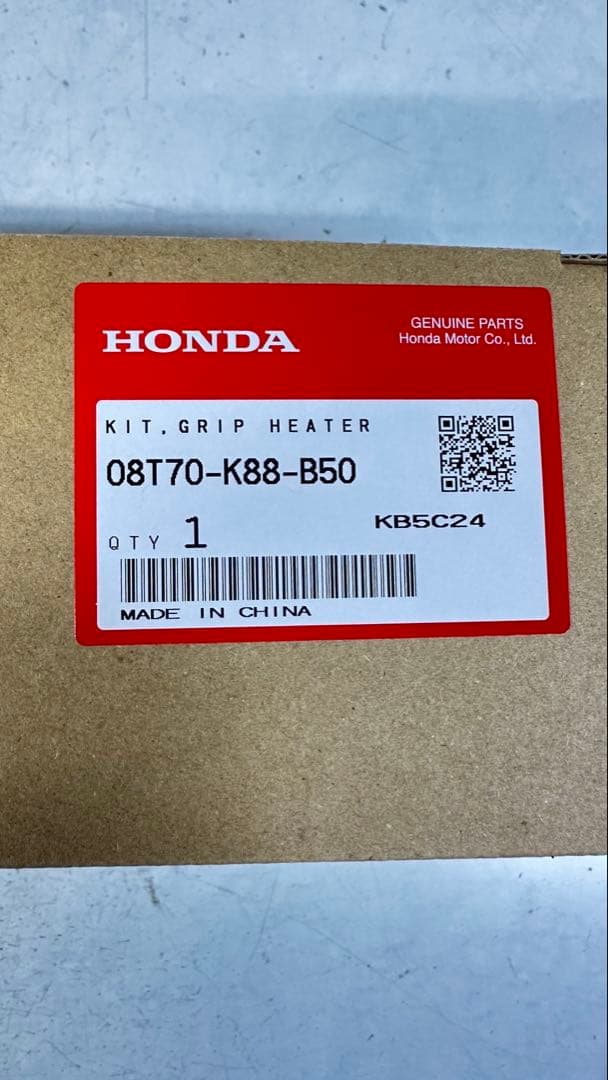 HONDA
GENUINE PARTS
Honda Motor Co., Ltd.
KIT,GRIP HEATER
08T70-K88-B50
KB5C24
QTY 1
MADE IN CHINA